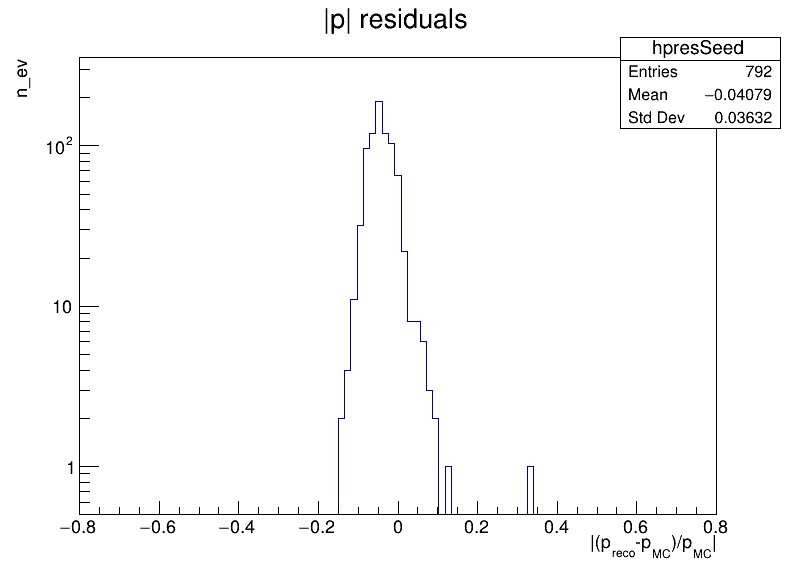 |p| residuals
hpresSeed
Entries 792
Mean −0.04079
Std Dev 0.03632
n_ev
10²
10
1
−0.8 −0.6 −0.4 −0.2 0 0.2 0.4 0.6 0.8
|(p_reco-p_MC)/p_MC|